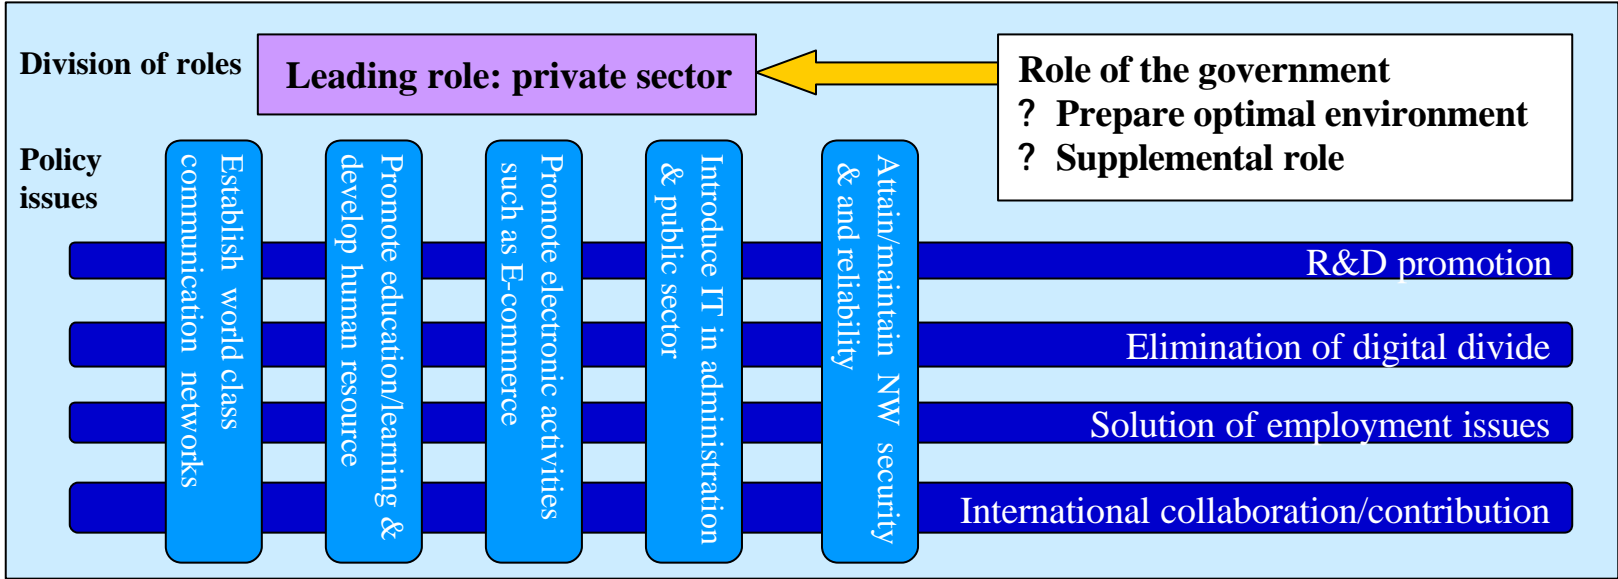 Division of roles
Leading role: private sector
Role of the government
? Prepare optimal environment
? Supplemental role
Policy
issues
Establish world class
communication networks
Promote education/learning &
develop human resource
Promote electronic activities
such as E-commerce
Introduce IT in administration
& public sector
Attain/maintain NW security
& and reliability
R&D promotion
Elimination of digital divide
Solution of employment issues
International collaboration/contribution